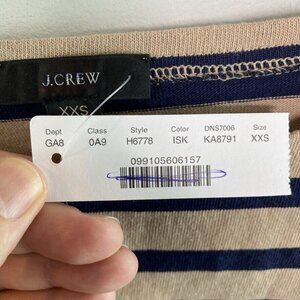 J.CREW
XXS
Dept Class Style Color DNS7006 Size
GA8 0A9 H6778 ISK KA8791 XXS
099105606157